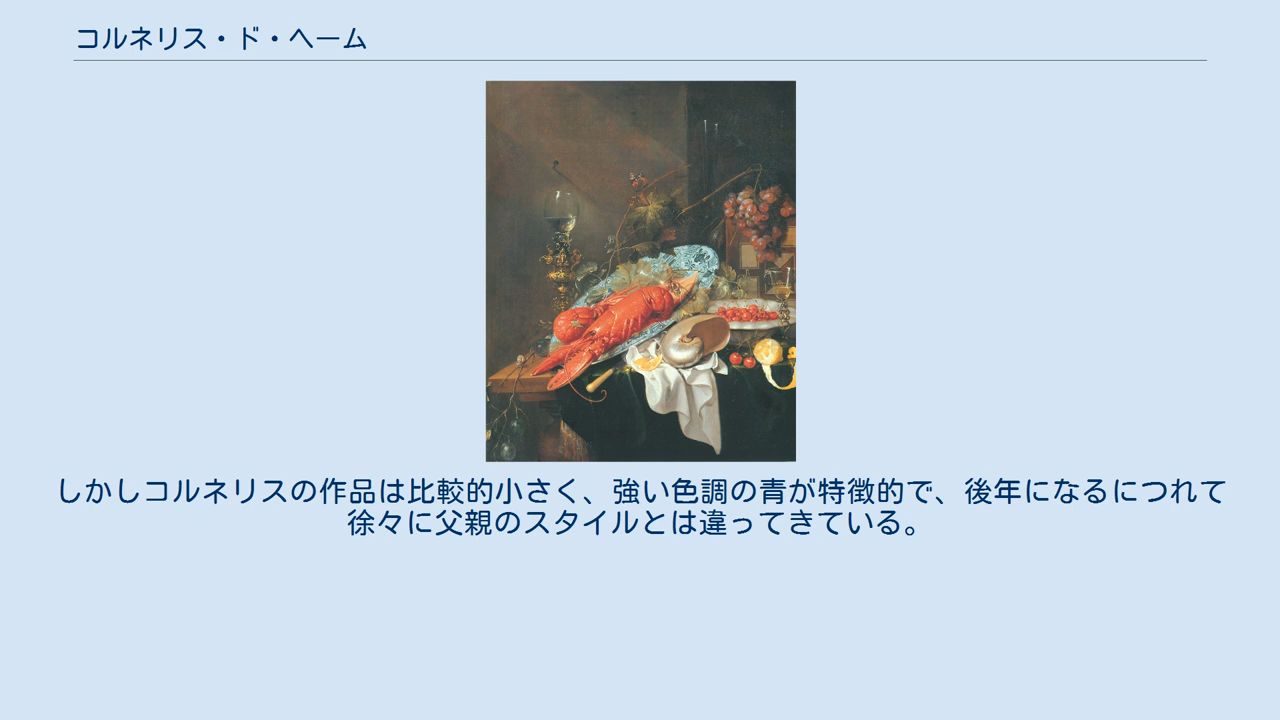 コルネリス・ド・ヘーム
しかしコルネリスの作品は比較的小さく、強い色調の青が特徴的で、後年になるにつれて
徐々に父親のスタイルとは違ってきている。